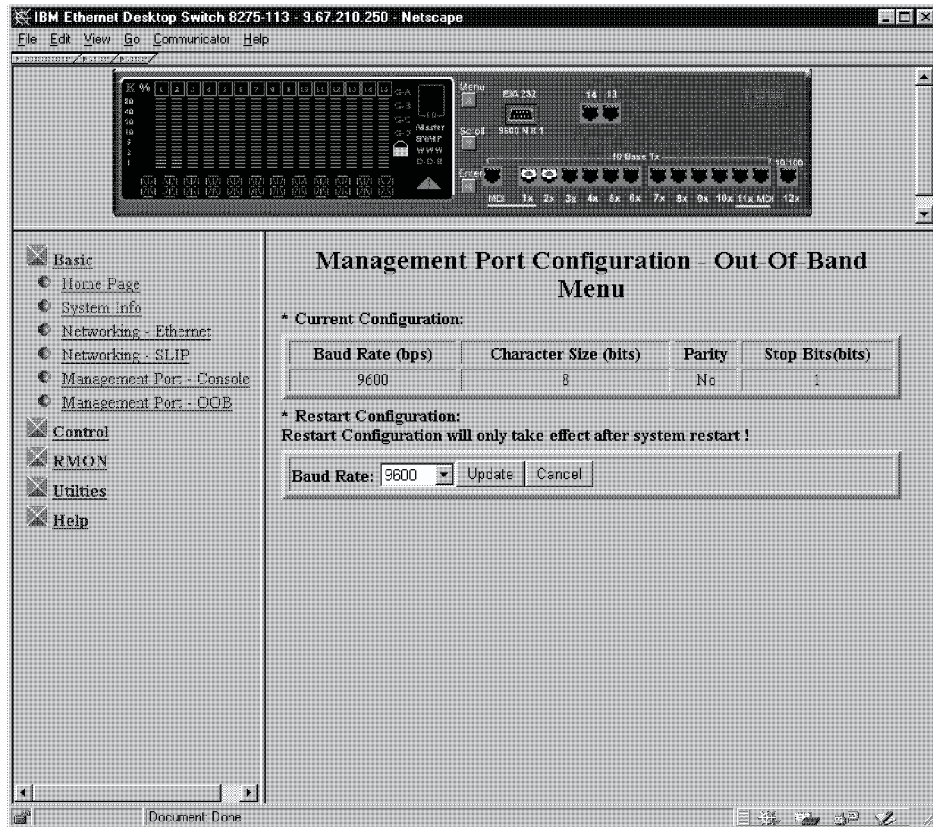 IBM Ethernet Desktop Switch 8275-113 - 9.67.210.250 - Netscape
File Edit View Go Communicator Help
K %
Menu
EIA 232
14 13
9600 N 8 1
Scroll
Master
WWW
Enter
10 Base Tx
10/100
MDI 1x 2x 3x 4x 5x 6x 7x 8x 9x 10x 11x MDI 12x
Basic
Home Page
System Info
Networking - Ethernet
Networking - SLIP
Management Port - Console
Management Port - OOB
Control
RMON
Utilties
Help
Management Port Configuration - Out-Of-Band
Menu
* Current Configuration:
Baud Rate (bps) Character Size (bits) Parity Stop Bits(bits)
9600 8 No 1
* Restart Configuration:
Restart Configuration will only take effect after system restart !
Baud Rate: 9600 Update Cancel
Document: Done